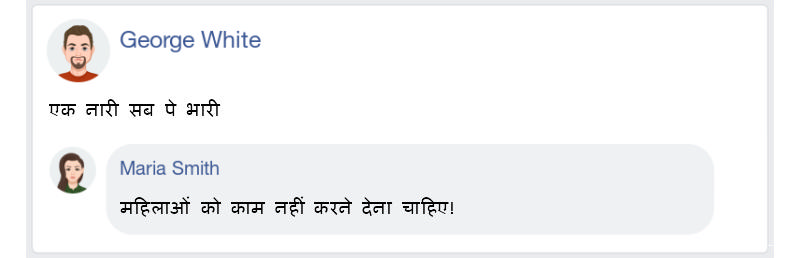 George White
एक नारी सब पे भारी
Maria Smith
महिलाओं को काम नहीं करने देना चाहिए!